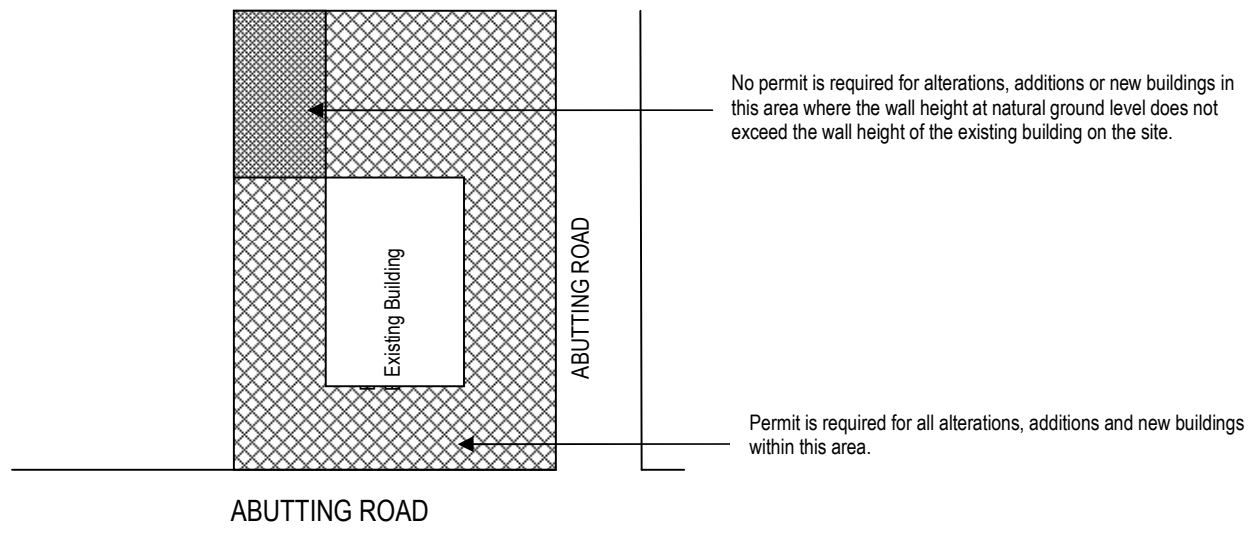 No permit is required for alterations, additions or new buildings in
this area where the wall height at natural ground level does not
exceed the wall height of the existing building on the site.
Existing Building
ABUTTING ROAD
Permit is required for all alterations, additions and new buildings
within this area.
ABUTTING ROAD